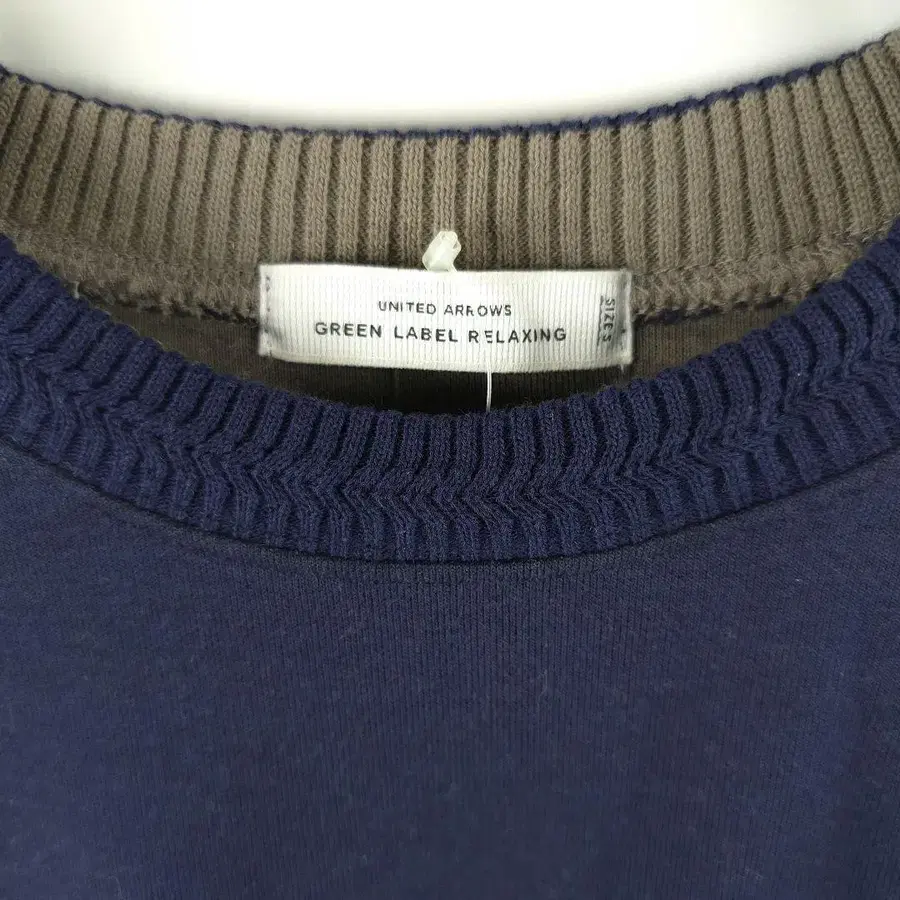 UNITED ARROWS
GREEN LABEL RELAXING
SIZE S